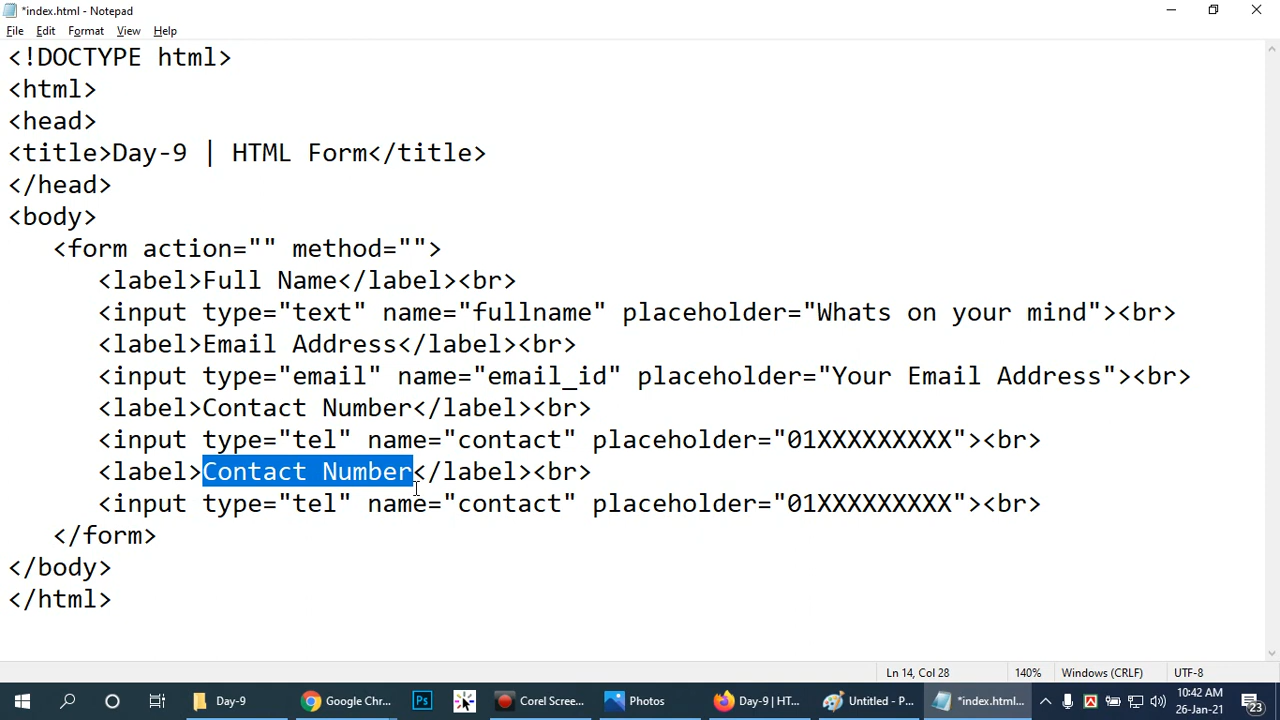 *index.html - Notepad
File Edit Format View Help
<!DOCTYPE html>
<html>
<head>
<title>Day-9 | HTML Form</title>
</head>
<body>
<form action="" method="">
<label>Full Name</label><br>
<input type="text" name="fullname" placeholder="Whats on your mind"><br>
<label>Email Address</label><br>
<input type="email" name="email_id" placeholder="Your Email Address"><br>
<label>Contact Number</label><br>
<input type="tel" name="contact" placeholder="01XXXXXXXXX"><br>
<label>Contact Number</label><br>
<input type="tel" name="contact" placeholder="01XXXXXXXXX"><br>
</form>
</body>
</html>
Ln 14, Col 28 140% Windows (CRLF) UTF-8
Day-9 Google Chr... Ps Corel Scree... Photos Day-9 | HT... Untitled - P... *index.html... 10:42 AM
26-Jan-21 23